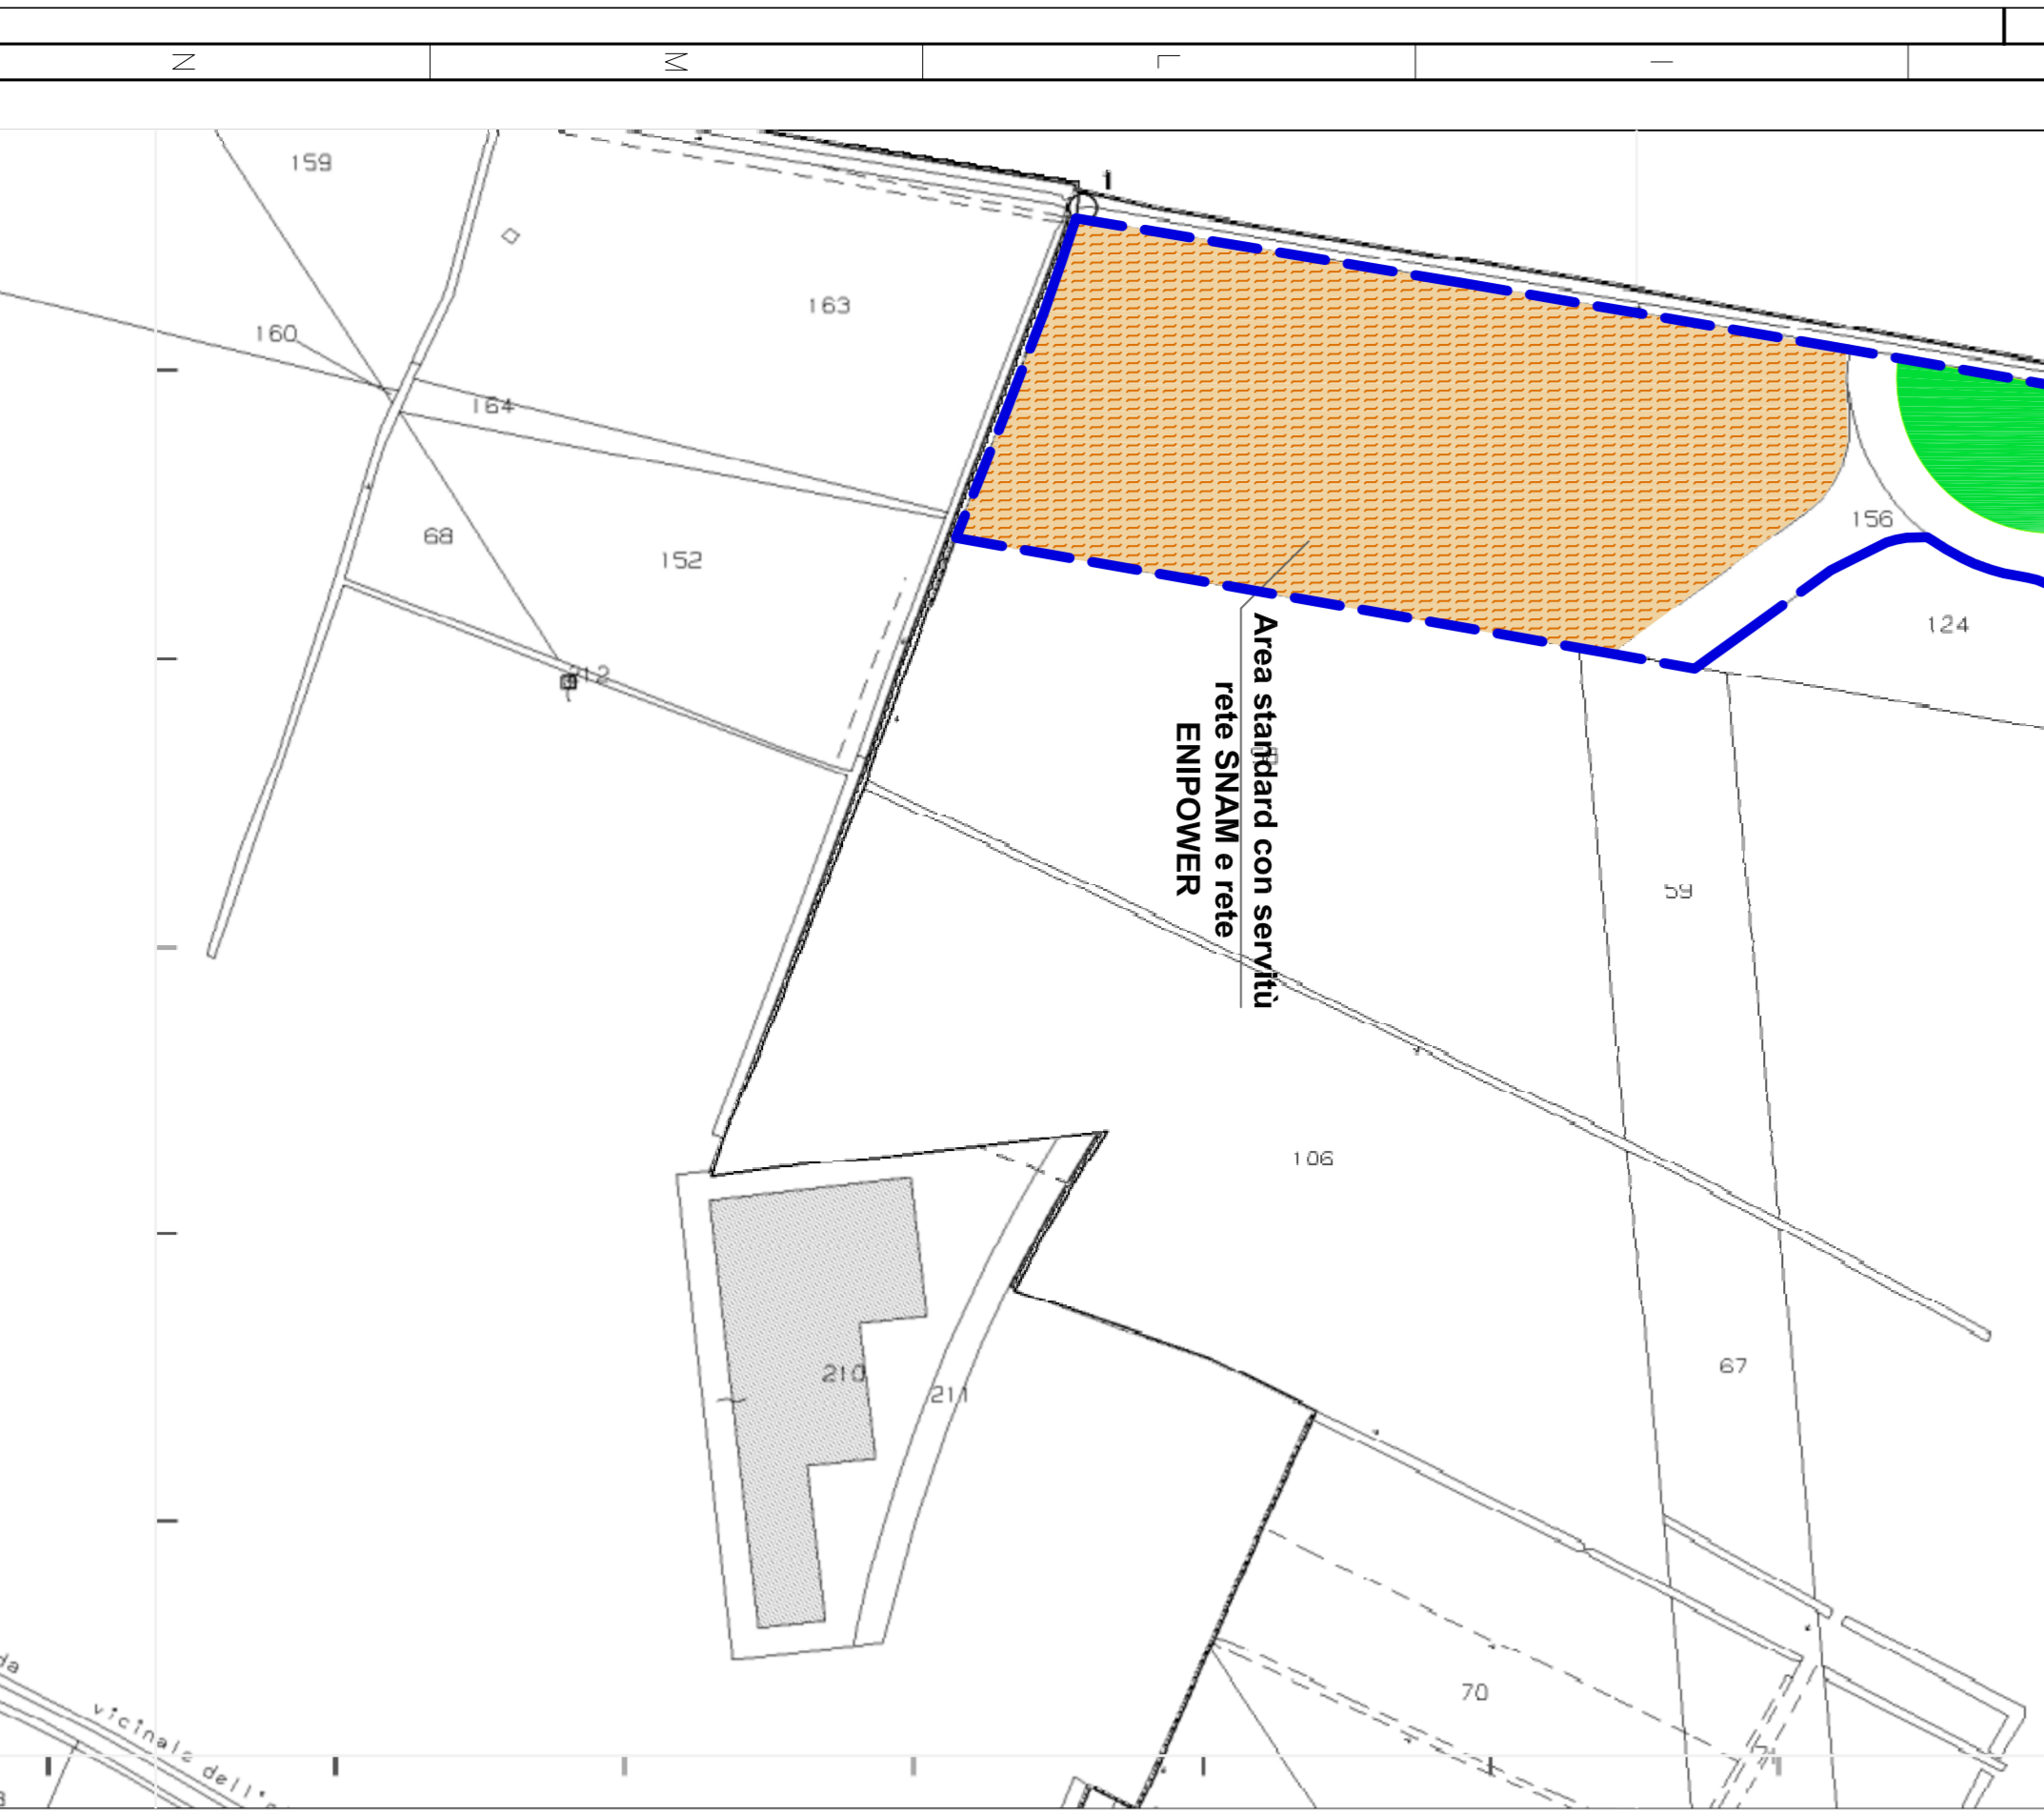 N
M
L
I
1
159
163
160
164
156
68
152
124
212
Area standard con servitù
rete SNAM e rete
ENIPOWER
59
106
67
210
211
70
vicinale dell'